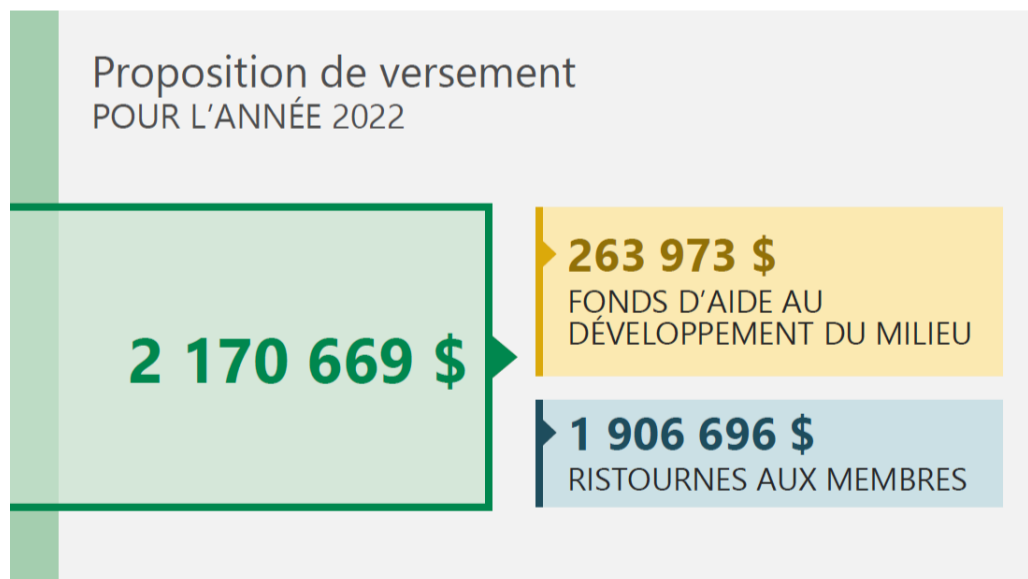 Proposition de versement
POUR L'ANNÉE 2022
2 170 669 $
263 973 $
FONDS D'AIDE AU
DÉVELOPPEMENT DU MILIEU
1 906 696 $
RISTOURNES AUX MEMBRES